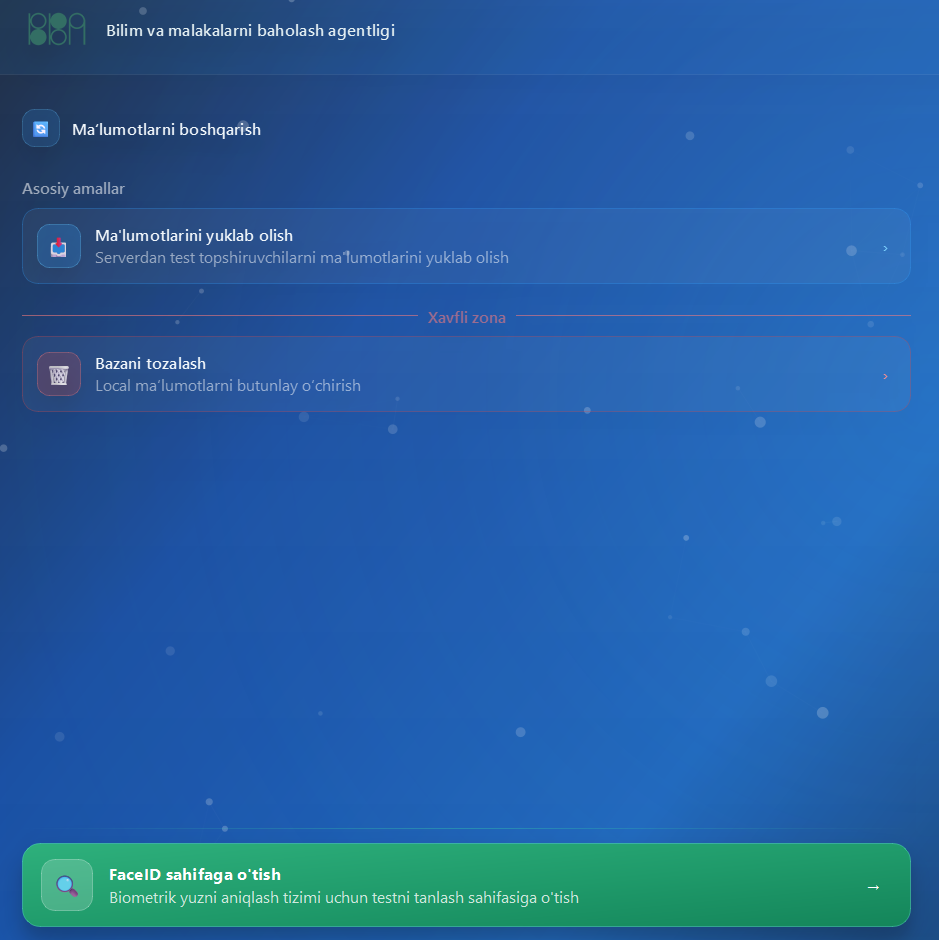 Bilim va malakalarni baholash agentligi
Ma’lumotlarni boshqarish
Asosiy amallar
Ma'lumotlarini yuklab olish
Serverdan test topshiruvchilarni ma'lumotlarini yuklab olish
Xavfli zona
Bazani tozalash
Local ma’lumotlarni butunlay o‘chirish
FaceID sahifaga o'tish
Biometrik yuzni aniqlash tizimi uchun testni tanlash sahifasiga o'tish